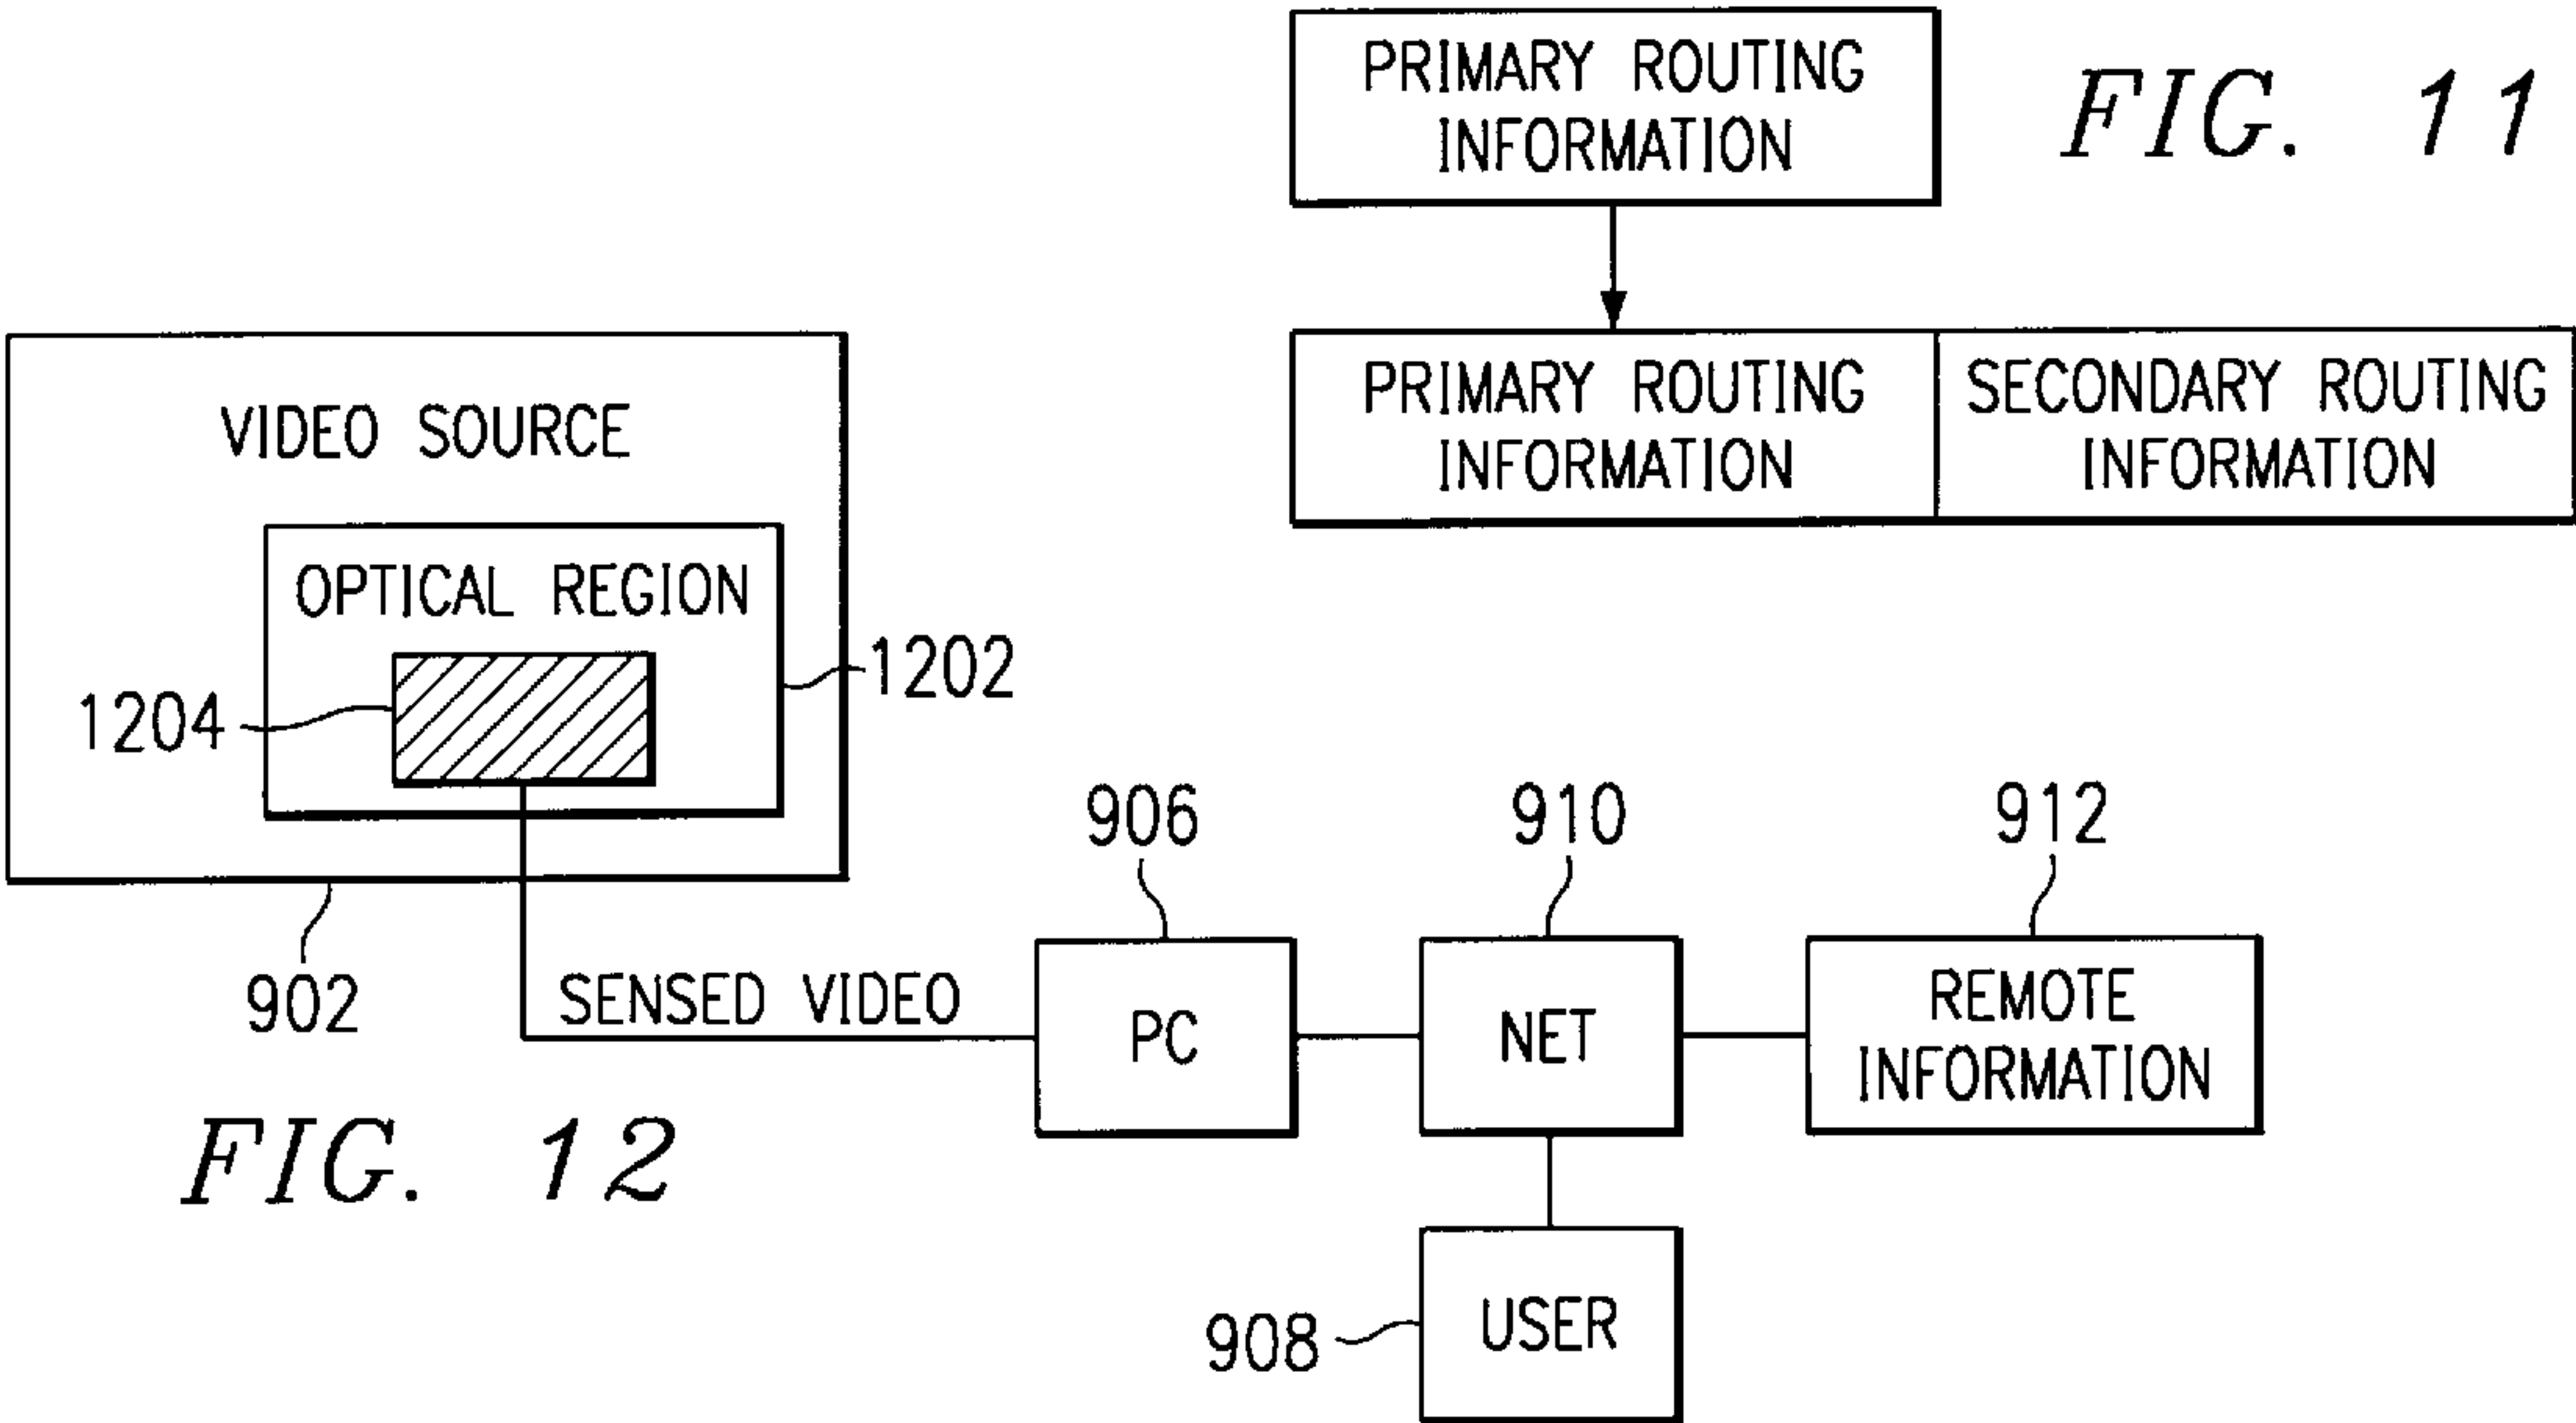 PRIMARY ROUTING
INFORMATION
FIG. 11
PRIMARY ROUTING
INFORMATION
SECONDARY ROUTING
INFORMATION
VIDEO SOURCE
OPTICAL REGION
1202
1204
902
SENSED VIDEO
906
PC
910
NET
912
REMOTE
INFORMATION
908
USER
FIG. 12